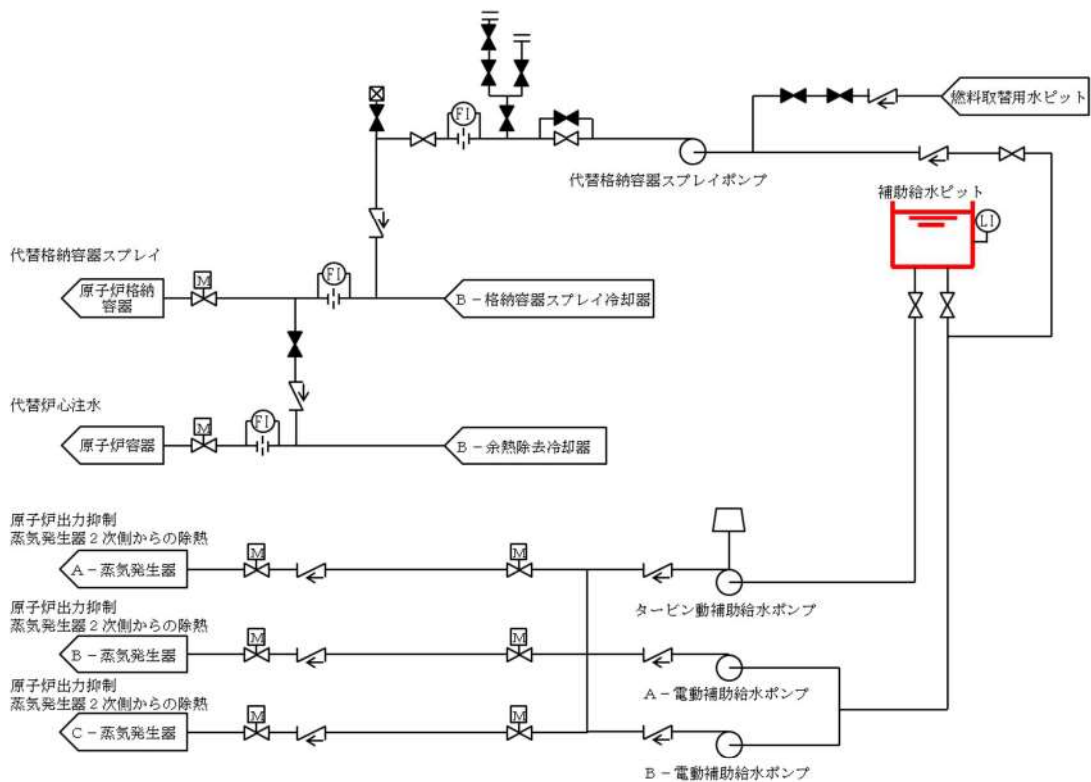 FI
燃料取替用水ピット
代替格納容器スプレイポンプ
補助給水ピット
LI
代替格納容器スプレイ
M
FI
原子炉格納
容器
B-格納容器スプレイ冷却器
代替炉心注水
M
FI
原子炉容器
B-余熱除去冷却器
原子炉出力抑制
蒸気発生器2次側からの除熱
M
M
A-蒸気発生器
タービン動補助給水ポンプ
原子炉出力抑制
蒸気発生器2次側からの除熱
M
M
B-蒸気発生器
A-電動補助給水ポンプ
原子炉出力抑制
蒸気発生器2次側からの除熱
M
M
C-蒸気発生器
B-電動補助給水ポンプ